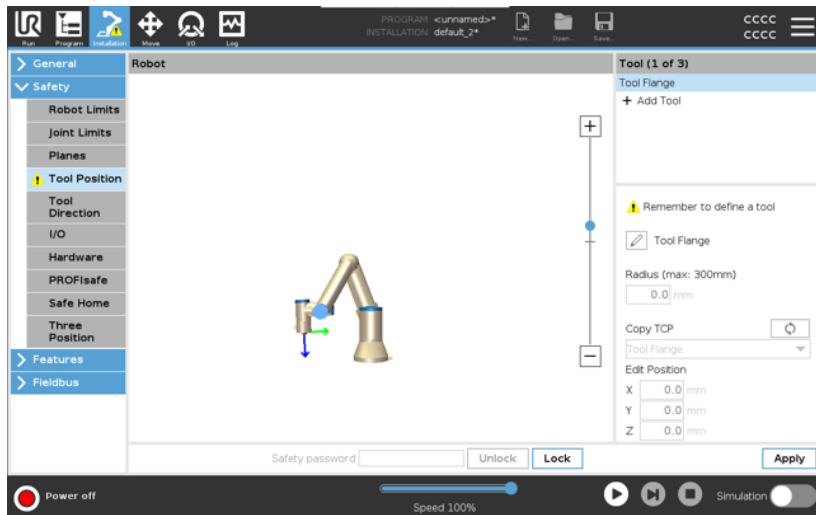 PROGRAM <unnamed>*
INSTALLATION default_2*
UR
Run
Program
Installation
Move
I/O
Log
New...
Open...
Save...
CCCC
CCCC
General
Safety
Robot Limits
Joint Limits
Planes
Tool Position
Tool
Direction
I/O
Hardware
PROFIsafe
Safe Home
Three
Position
Features
Fieldbus
Robot
Safety password
Unlock
Lock
Tool (1 of 3)
Tool Flange
+ Add Tool
Remember to define a tool
Tool Flange
Radius (max: 300mm)
0.0 mm
Copy TCP
Tool Flange
Edit Position
X 0.0 mm
Y 0.0 mm
Z 0.0 mm
Apply
Power off
Speed 100%
Simulation